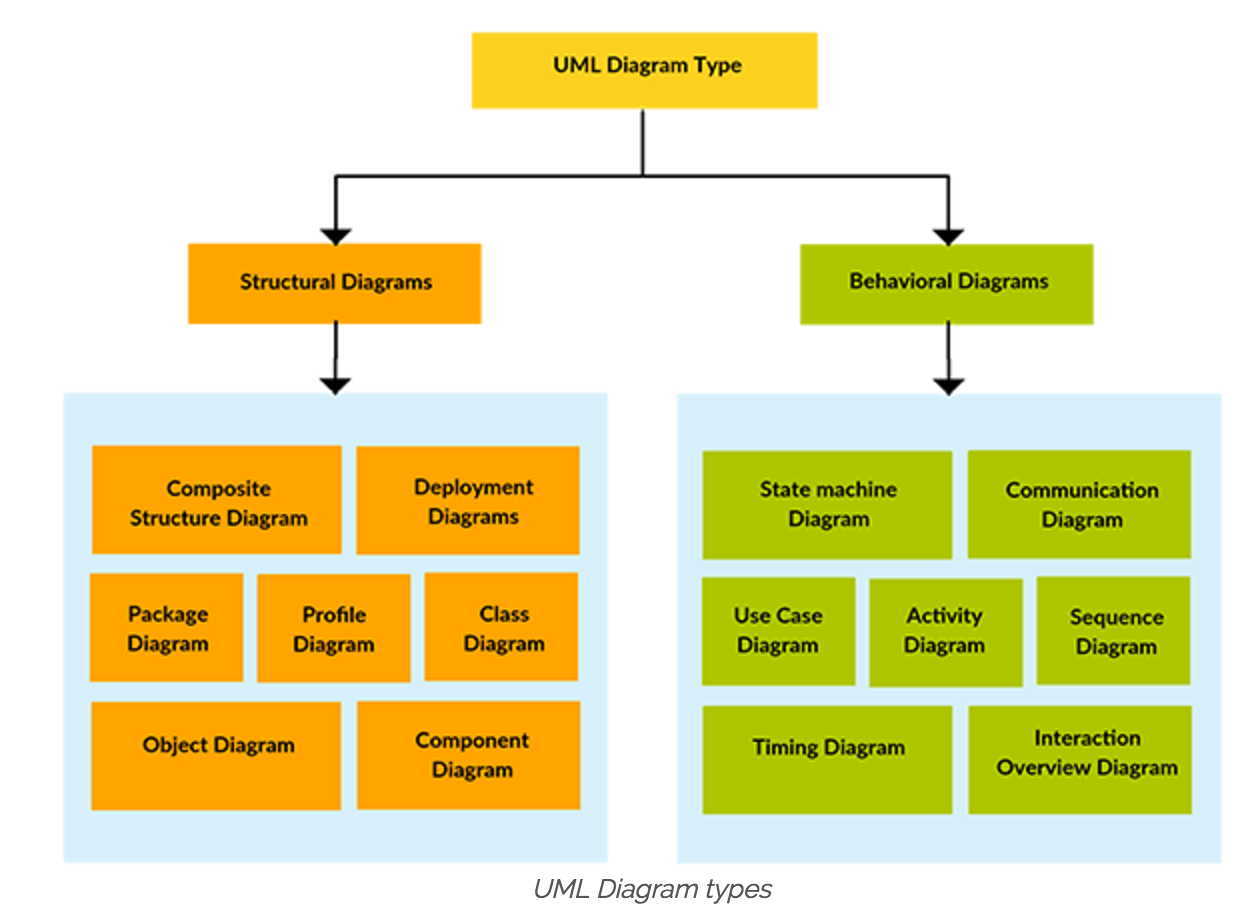 UML Diagram Type
Structural Diagrams
Behavioral Diagrams
Composite
Structure Diagram
Deployment
Diagrams
Package
Diagram
Profile
Diagram
Class
Diagram
Object Diagram
Component
Diagram
State machine
Diagram
Communication
Diagram
Use Case
Diagram
Activity
Diagram
Sequence
Diagram
Timing Diagram
Interaction
Overview Diagram
UML Diagram types